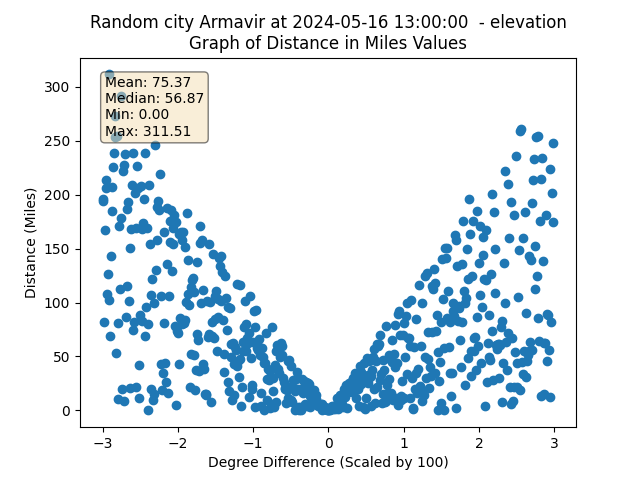 Random city Armavir at 2024-05-16 13:00:00  - elevation
Graph of Distance in Miles Values
Mean: 75.37
Median: 56.87
Min: 0.00
Max: 311.51
Distance (Miles)
300
250
200
150
100
50
0
−3 −2 −1 0 1 2 3
Degree Difference (Scaled by 100)